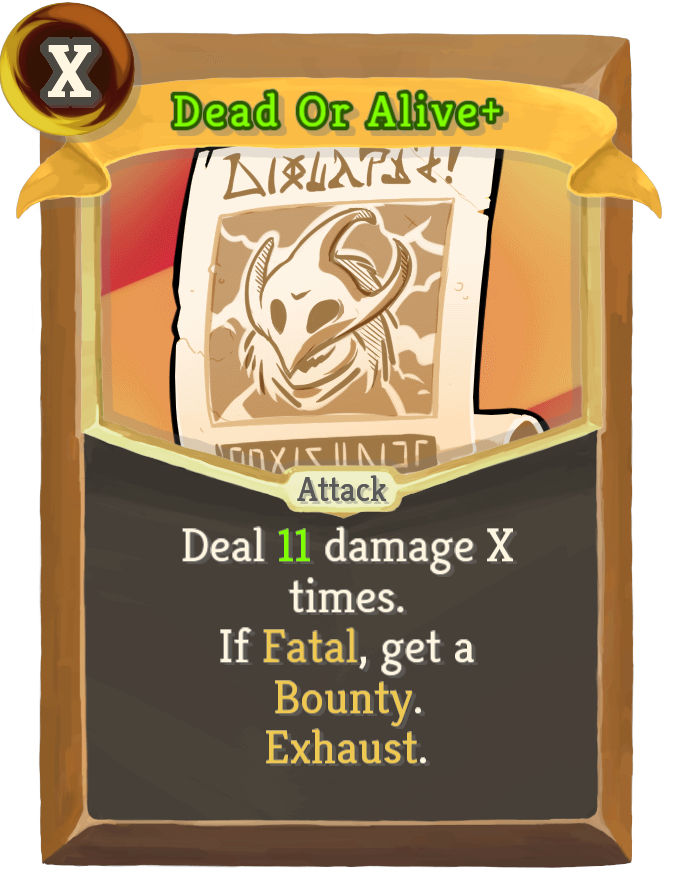 X
Dead Or Alive+
Attack
Deal 11 damage X
times.
If Fatal, get a
Bounty.
Exhaust.